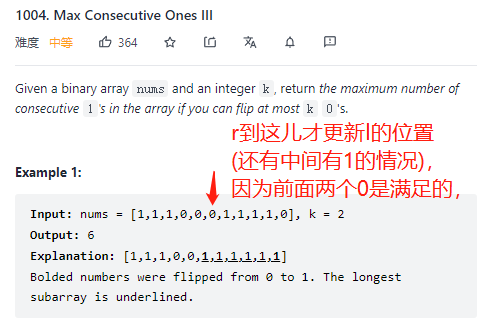 1004. Max Consecutive Ones III
难度 中等 364
Given a binary array nums and an integer k, return the maximum number of
consecutive 1's in the array if you can flip at most k 0's.
r到这儿才更新l的位置
(还有中间有1的情况)，
因为前面两个0是满足的，
Example 1:
Input: nums = [1,1,1,0,0,0,1,1,1,1,0], k = 2
Output: 6
Explanation: [1,1,1,0,0,1,1,1,1,1,1]
Bolded numbers were flipped from 0 to 1. The longest
subarray is underlined.